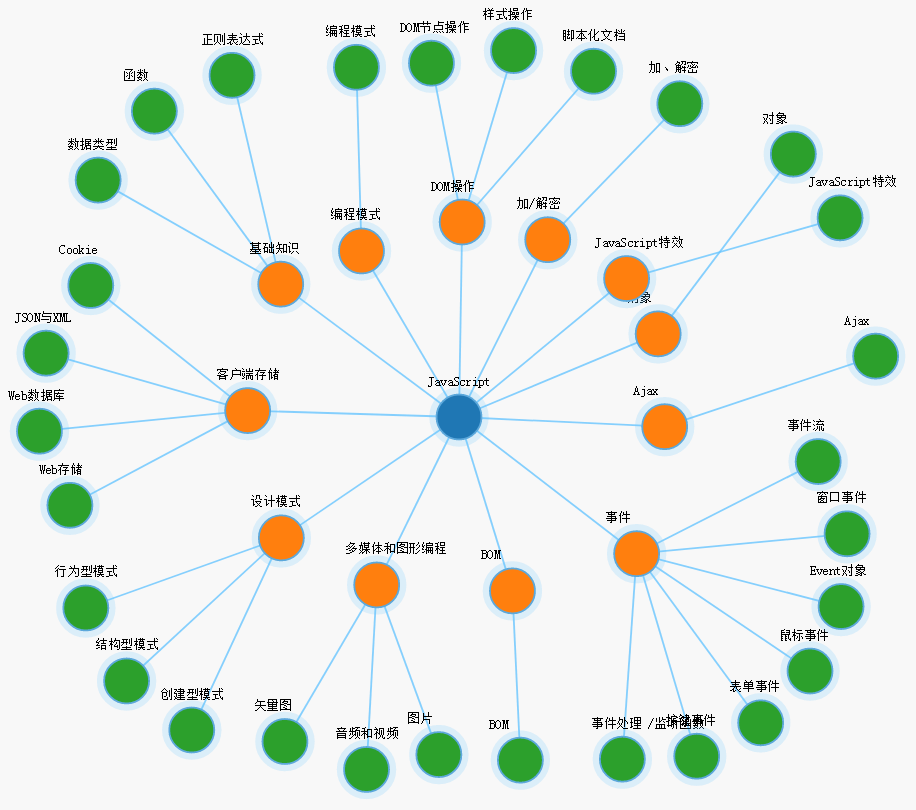 样式操作
DOM节点操作
编程模式
脚本化文档
正则表达式
加、解密
函数
对象
数据类型
JavaScript特效
DOM操作
加/解密
编程模式
JavaScript特效
基础知识
Cookie
对象
JSON与XML
Ajax
客户端存储
JavaScript
Ajax
Web数据库
事件流
Web存储
窗口事件
设计模式
事件
多媒体和图形编程
BOM
行为型模式
Event对象
鼠标事件
结构型模式
表单事件
创建型模式
矢量图
图片
音频和视频
BOM
事件处理 /监听函数